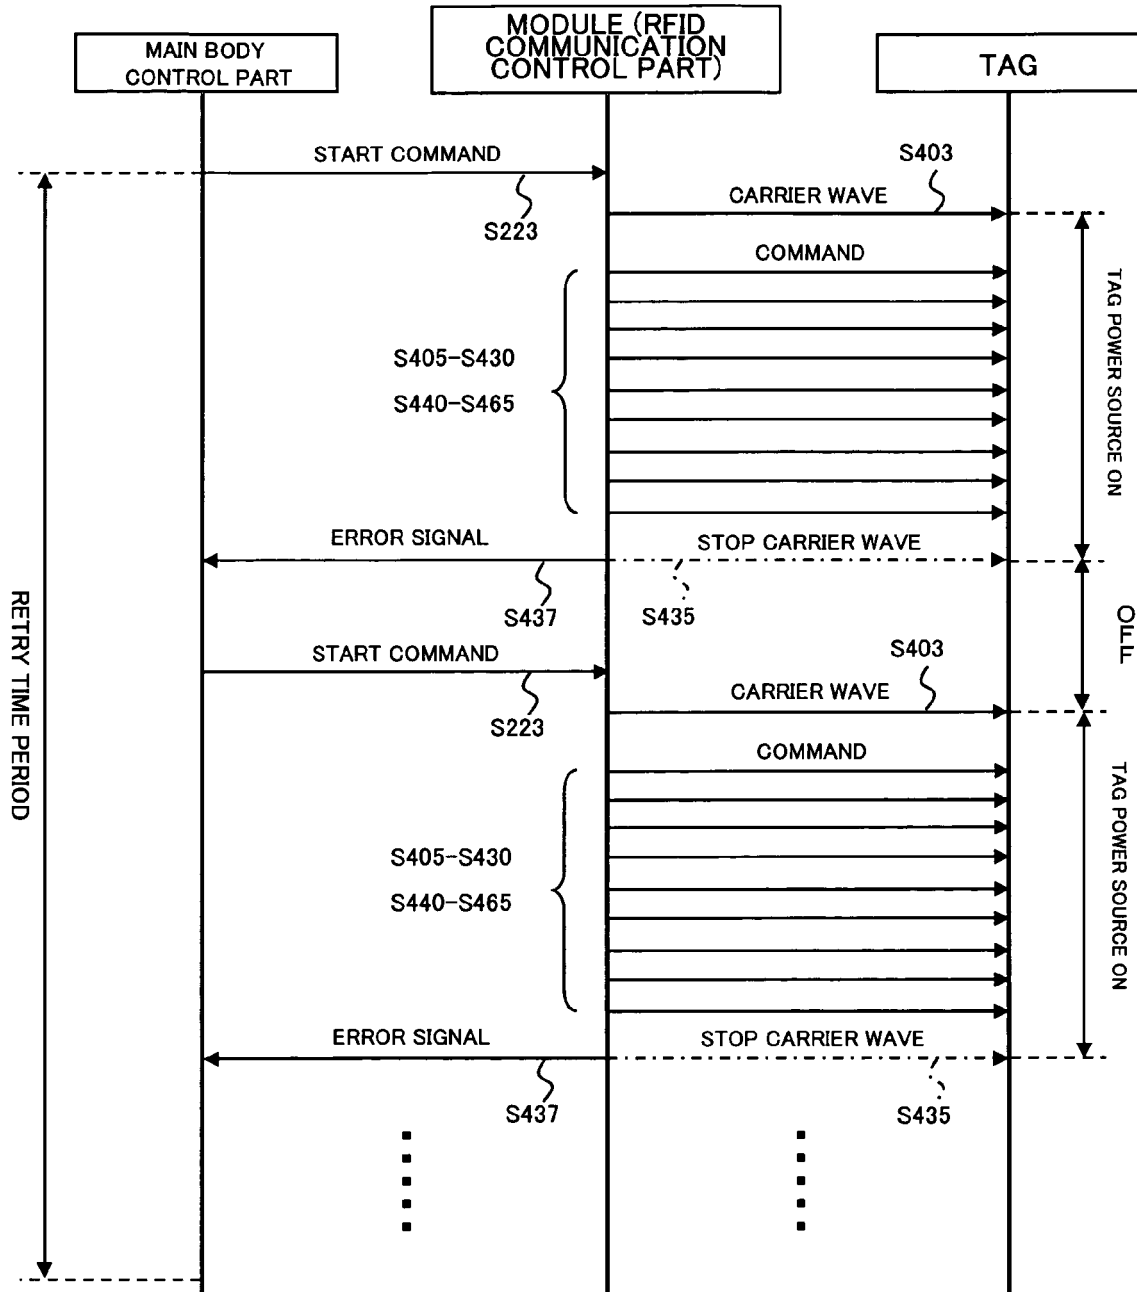 MAIN BODY
CONTROL PART
MODULE (RFID
COMMUNICATION
CONTROL PART)
TAG
START COMMAND
S223
S403
CARRIER WAVE
COMMAND
S405-S430
S440-S465
TAG POWER SOURCE ON
ERROR SIGNAL
STOP CARRIER WAVE
S437
S435
OFF
RETRY TIME PERIOD
START COMMAND
S223
S403
CARRIER WAVE
COMMAND
S405-S430
S440-S465
TAG POWER SOURCE ON
ERROR SIGNAL
STOP CARRIER WAVE
S437
S435